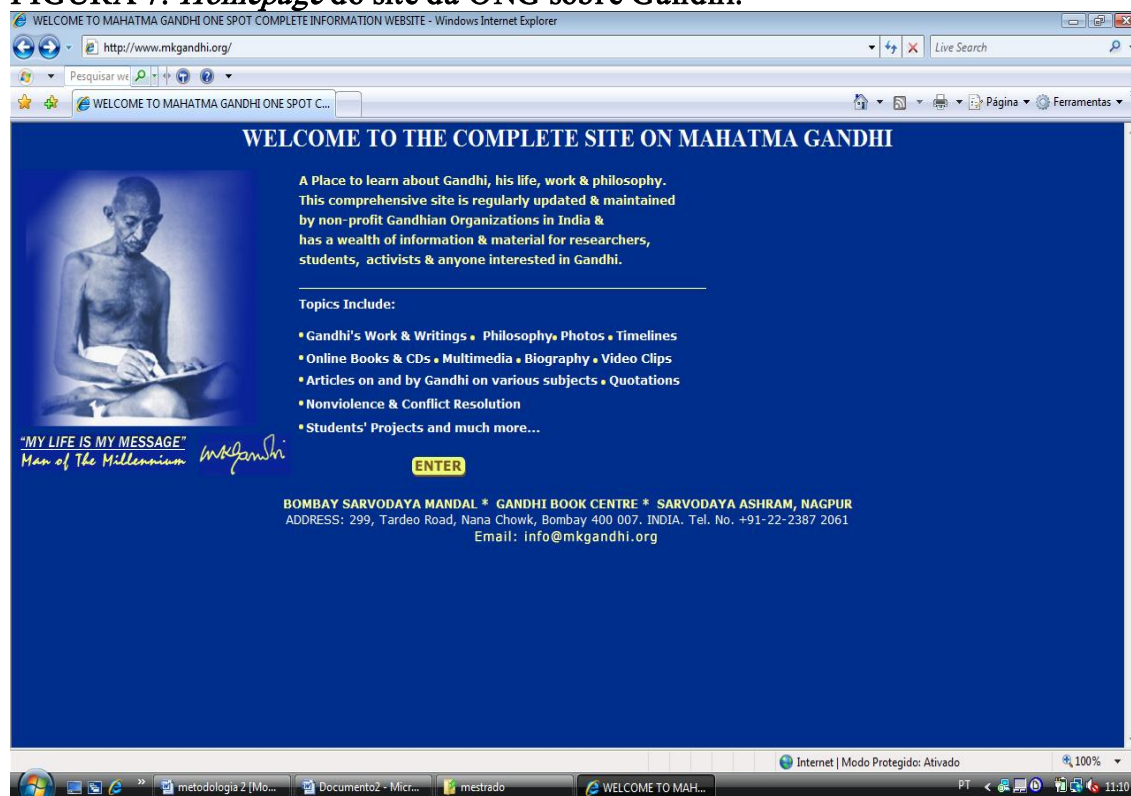 FIGURA 7: Homepage do site da ONG sobre Gandhi.
WELCOME TO MAHATMA GANDHI ONE SPOT COMPLETE INFORMATION WEBSITE - Windows Internet Explorer
http://www.mkgandhi.org/
Live Search
Pesquisar we
WELCOME TO MAHATMA GANDHI ONE SPOT C...
Página
Ferramentas
WELCOME TO THE COMPLETE SITE ON MAHATMA GANDHI
A Place to learn about Gandhi, his life, work & philosophy.
This comprehensive site is regularly updated & maintained
by non-profit Gandhian Organizations in India &
has a wealth of information & material for researchers,
students, activists & anyone interested in Gandhi.
Topics Include:
• Gandhi's Work & Writings • Philosophy • Photos • Timelines
• Online Books & CDs • Multimedia • Biography • Video Clips
• Articles on and by Gandhi on various subjects • Quotations
• Nonviolence & Conflict Resolution
• Students' Projects and much more...
"MY LIFE IS MY MESSAGE"
Man of The Millennium
mkgandhi
ENTER
BOMBAY SARVODAYA MANDAL * GANDHI BOOK CENTRE * SARVODAYA ASHRAM, NAGPUR
ADDRESS: 299, Tardeo Road, Nana Chowk, Bombay 400 007. INDIA. Tel. No. +91-22-2387 2061
Email: info@mkgandhi.org
Internet | Modo Protegido: Ativado
100%
metodologia 2 [Mo...
Documento2 - Micr...
mestrado
WELCOME TO MAH...
PT
11:10